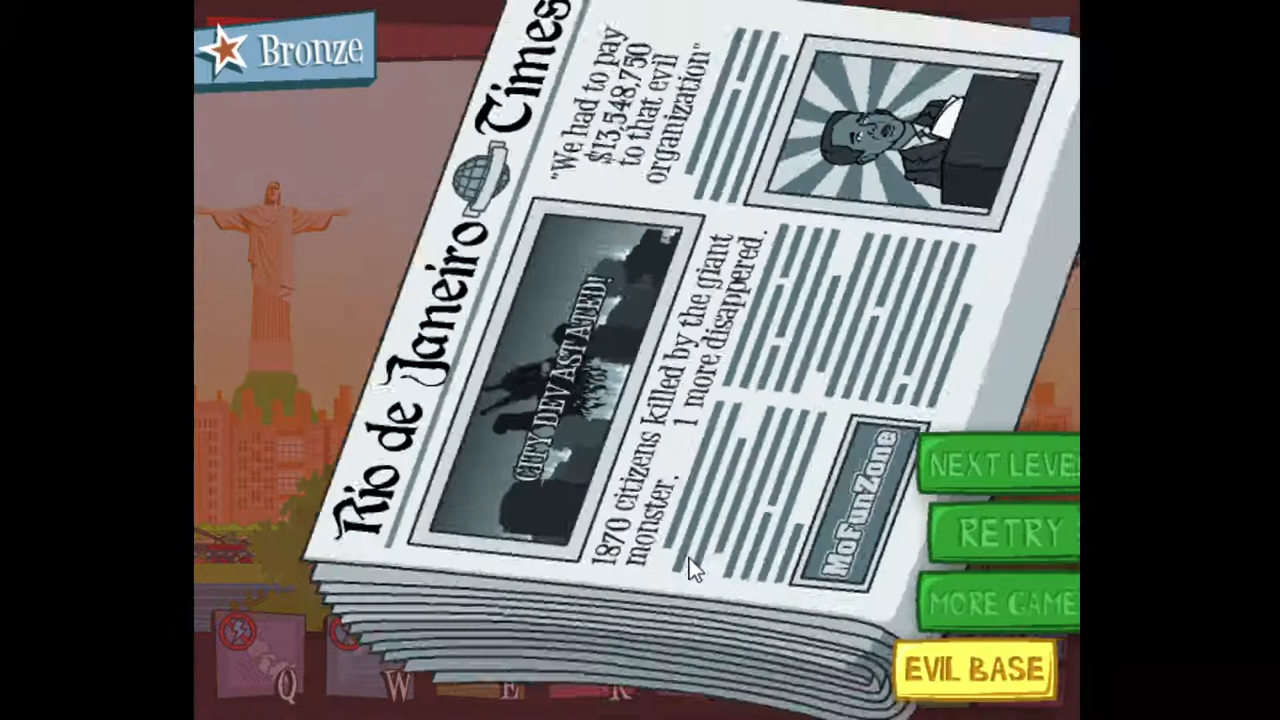 Bronze
Rio de Janeiro Times
"We had to pay
$13,548,750
to that evil
organization"
CITY DEVASTATED!
1870 citizens killed by the giant
monster. 1 more disappeared.
MoFunZone
NEXT LEVE
RETRY
MORE GAME
EVIL BASE
Q
W
E
R